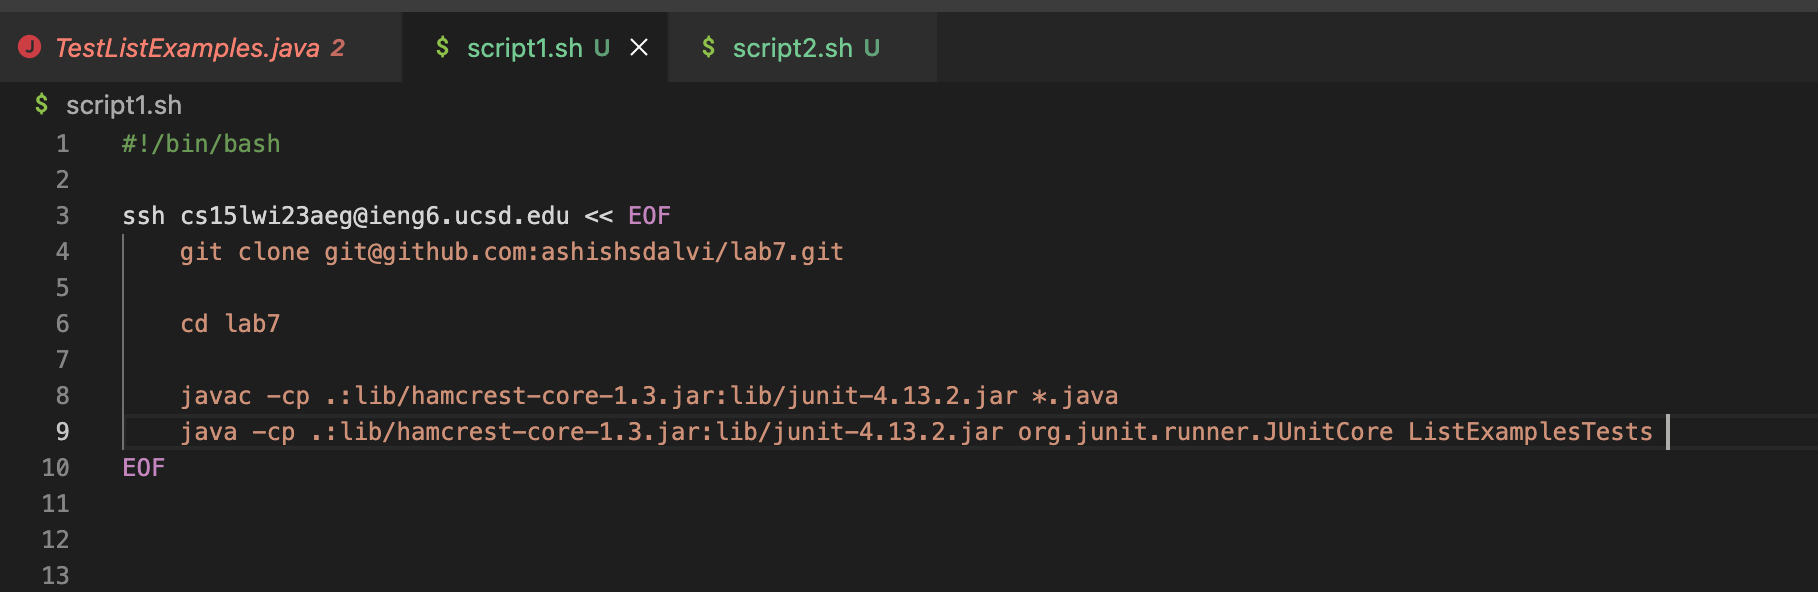 J TestListExamples.java 2 $ script1.sh U $ script2.sh U
$ script1.sh
1 #!/bin/bash
2
3 ssh cs15lwi23aeg@ieng6.ucsd.edu << EOF
4 git clone git@github.com:ashishsdalvi/lab7.git
5
6 cd lab7
7
8 javac -cp .:lib/hamcrest-core-1.3.jar:lib/junit-4.13.2.jar *.java
9 java -cp .:lib/hamcrest-core-1.3.jar:lib/junit-4.13.2.jar org.junit.runner.JUnitCore ListExamplesTests
10 EOF
11
12
13